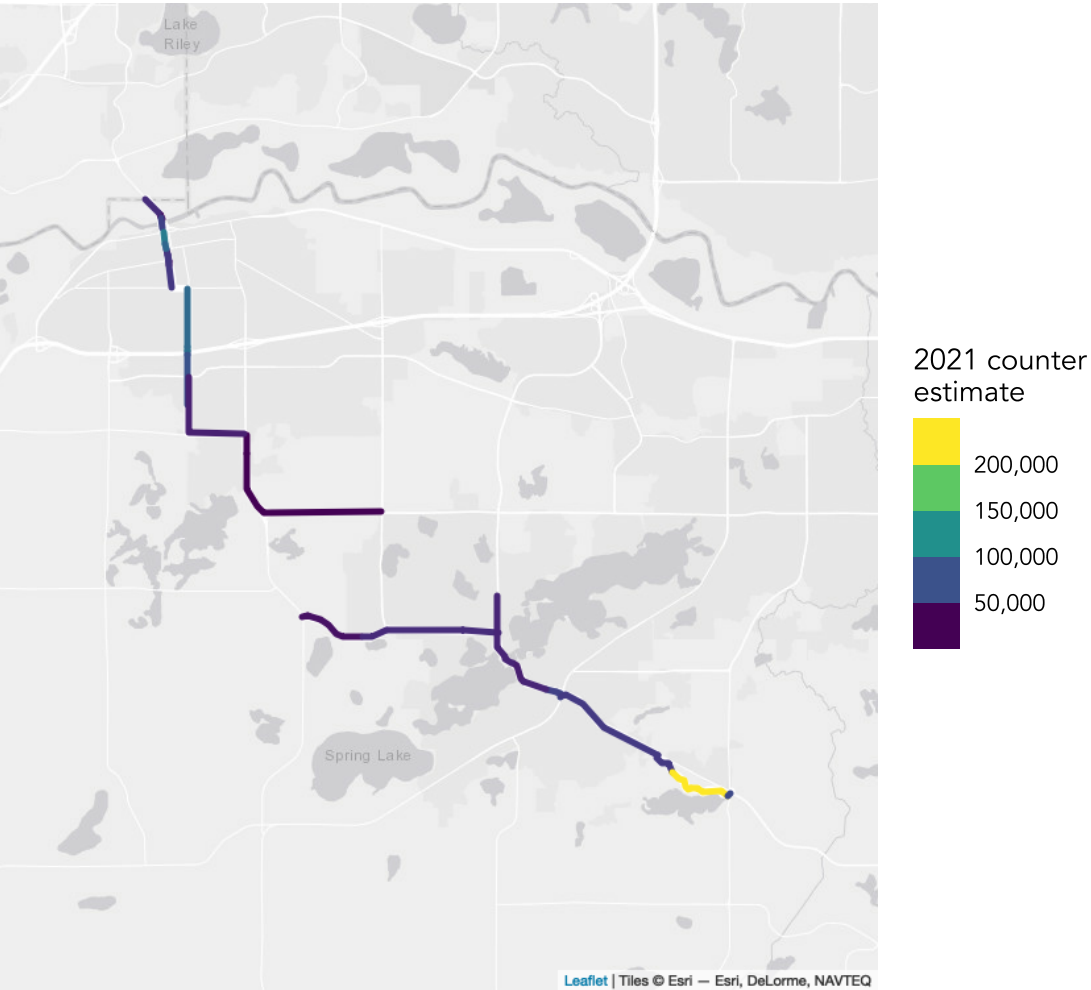 Lake
Riley
2021 counter
estimate
200,000
150,000
100,000
50,000
Spring Lake
Leaflet | Tiles © Esri — Esri, DeLorme, NAVTEQ